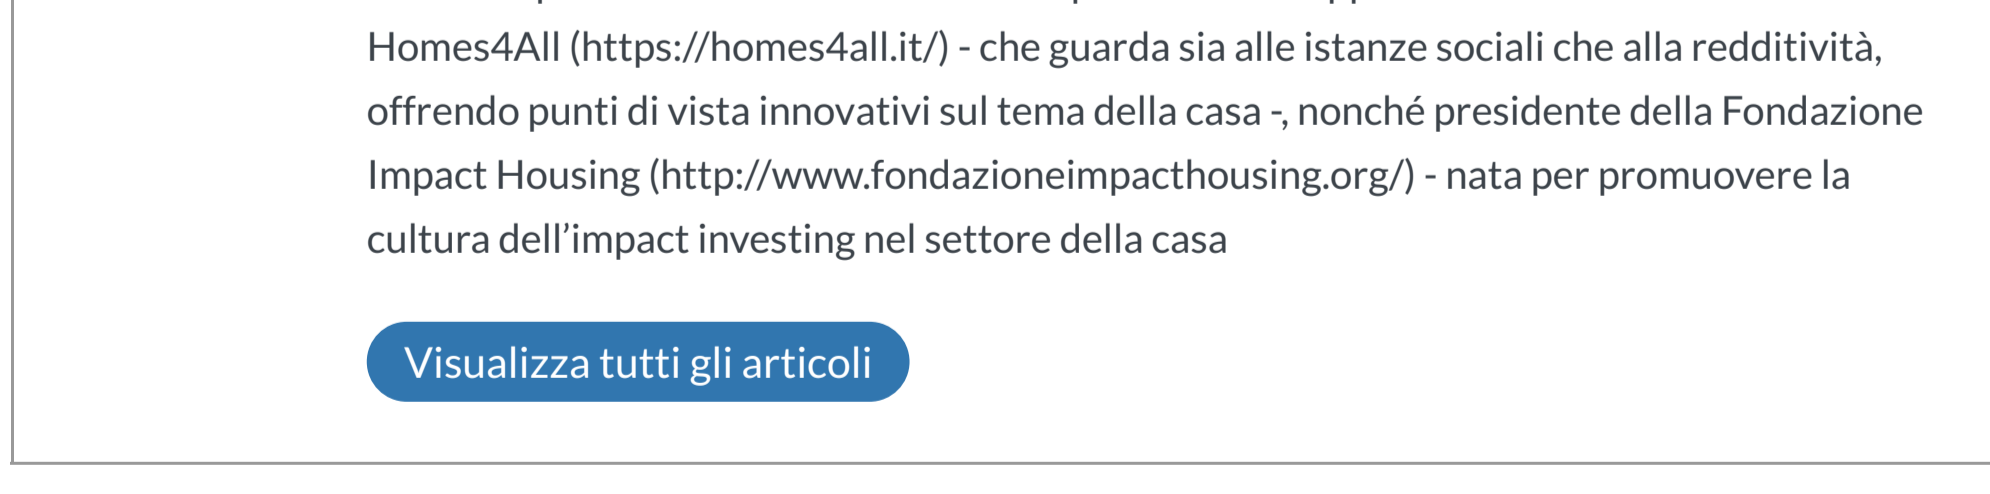 Homes4All (https://homes4all.it/) - che guarda sia alle istanze sociali che alla redditività,
offrendo punti di vista innovativi sul tema della casa -, nonché presidente della Fondazione
Impact Housing (http://www.fondazioneimpacthousing.org/) - nata per promuovere la
cultura dell’impact investing nel settore della casa
Visualizza tutti gli articoli